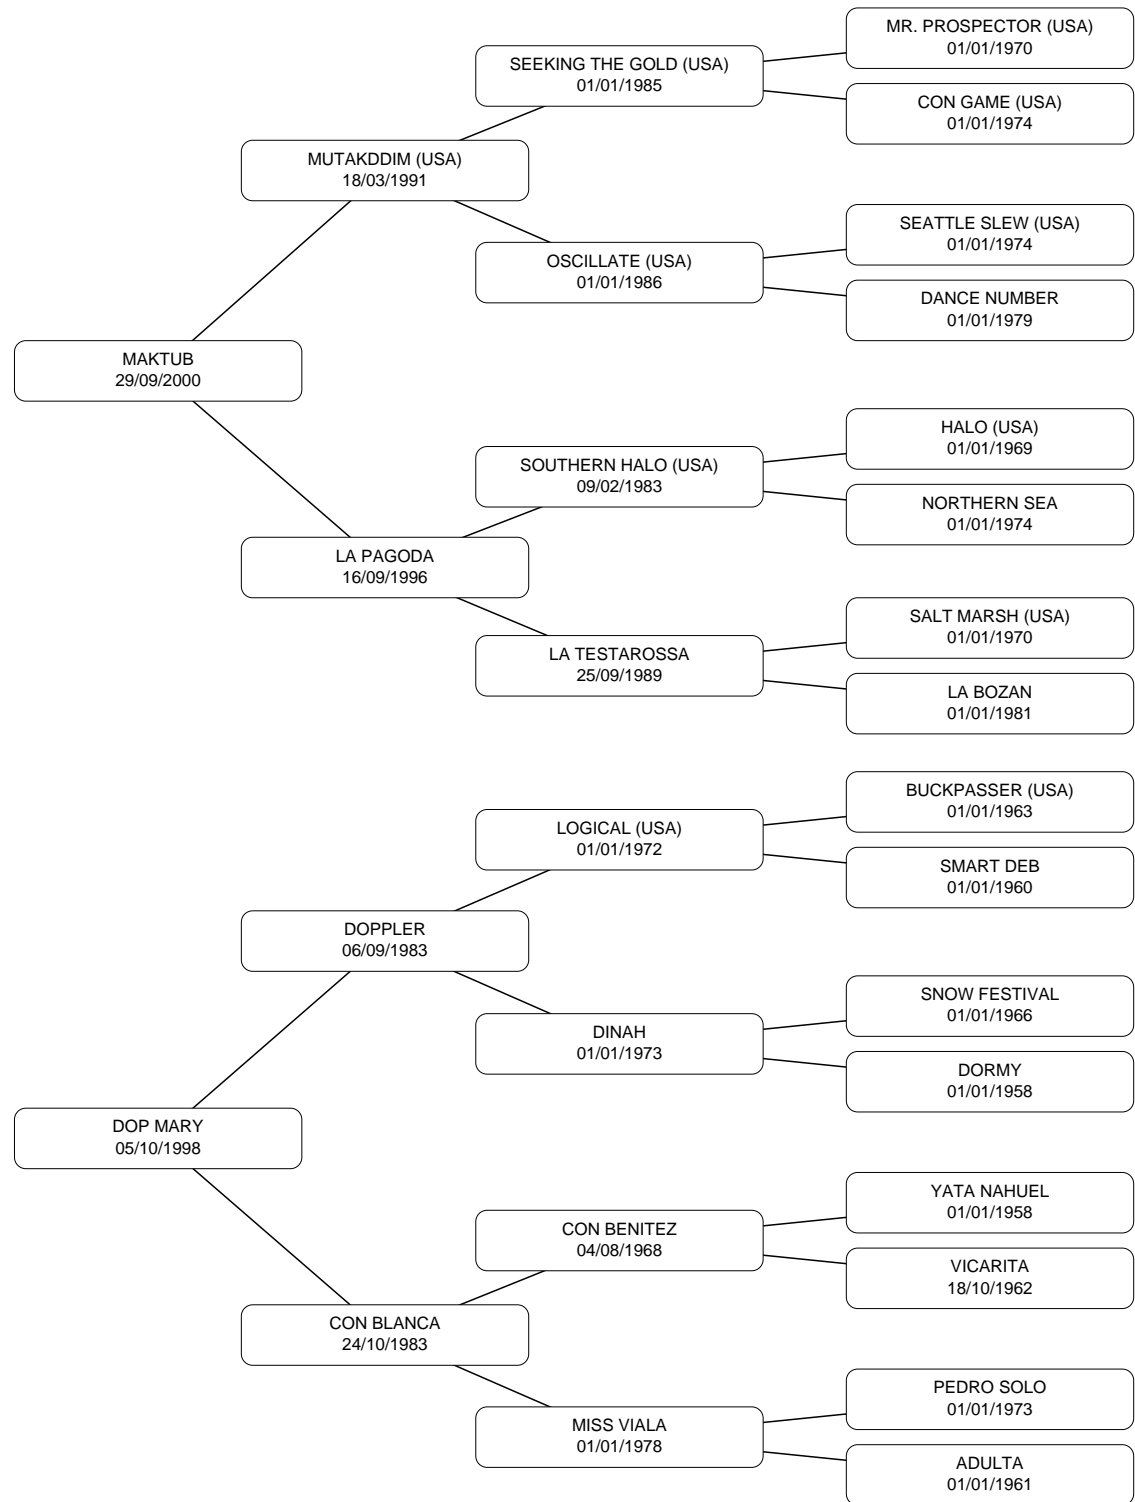 MR. PROSPECTOR (USA)
01/01/1970
SEEKING THE GOLD (USA)
01/01/1985
CON GAME (USA)
01/01/1974
MUTAKDDIM (USA)
18/03/1991
SEATTLE SLEW (USA)
01/01/1974
OSCILLATE (USA)
01/01/1986
DANCE NUMBER
01/01/1979
MAKTUB
29/09/2000
HALO (USA)
01/01/1969
SOUTHERN HALO (USA)
09/02/1983
NORTHERN SEA
01/01/1974
LA PAGODA
16/09/1996
SALT MARSH (USA)
01/01/1970
LA TESTAROSSA
25/09/1989
LA BOZAN
01/01/1981
BUCKPASSER (USA)
01/01/1963
LOGICAL (USA)
01/01/1972
SMART DEB
01/01/1960
DOPPLER
06/09/1983
SNOW FESTIVAL
01/01/1966
DINAH
01/01/1973
DORMY
01/01/1958
DOP MARY
05/10/1998
YATA NAHUEL
01/01/1958
CON BENITEZ
04/08/1968
VICARITA
18/10/1962
CON BLANCA
24/10/1983
PEDRO SOLO
01/01/1973
MISS VIALA
01/01/1978
ADULTA
01/01/1961